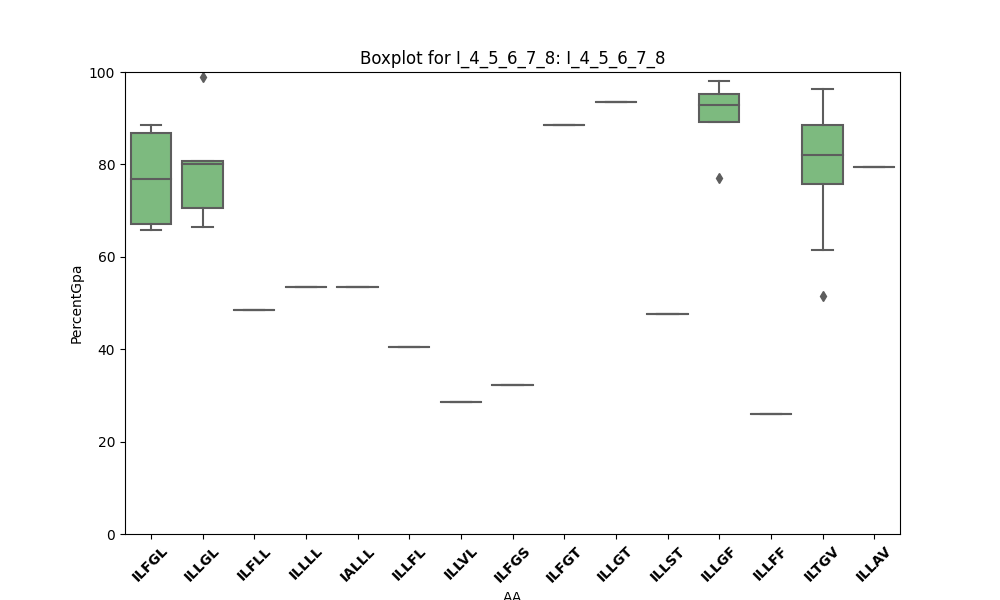 Boxplot for I_4_5_6_7_8: I_4_5_6_7_8
100
80
60
40
20
0
PercentGpa
ILFGL ILLGL ILFLL ILLLL IALLL ILLFL ILLVL ILFGS ILFGT ILLGT ILLST ILLGF ILLFF ILTGV ILLAV
AA